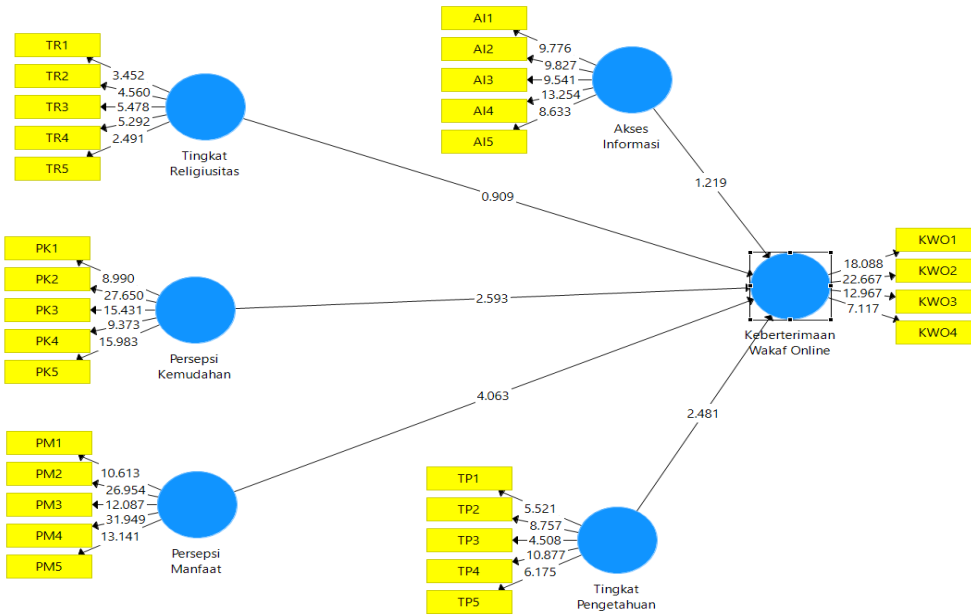 TR1
TR2
TR3
TR4
TR5
3.452
4.560
5.478
5.292
2.491
Tingkat
Religiusitas
AI1
AI2
AI3
AI4
AI5
9.776
9.827
9.541
13.254
8.633
Akses
Informasi
1.219
0.909
PK1
PK2
PK3
PK4
PK5
8.990
27.650
15.431
9.373
15.983
Persepsi
Kemudahan
2.593
KWO1
KWO2
KWO3
KWO4
18.088
22.667
12.967
7.117
Keberterimaan
Wakaf Online
4.063
2.481
PM1
PM2
PM3
PM4
PM5
10.613
26.954
12.087
31.949
13.141
Persepsi
Manfaat
TP1
TP2
TP3
TP4
TP5
5.521
8.757
4.508
10.877
6.175
Tingkat
Pengetahuan